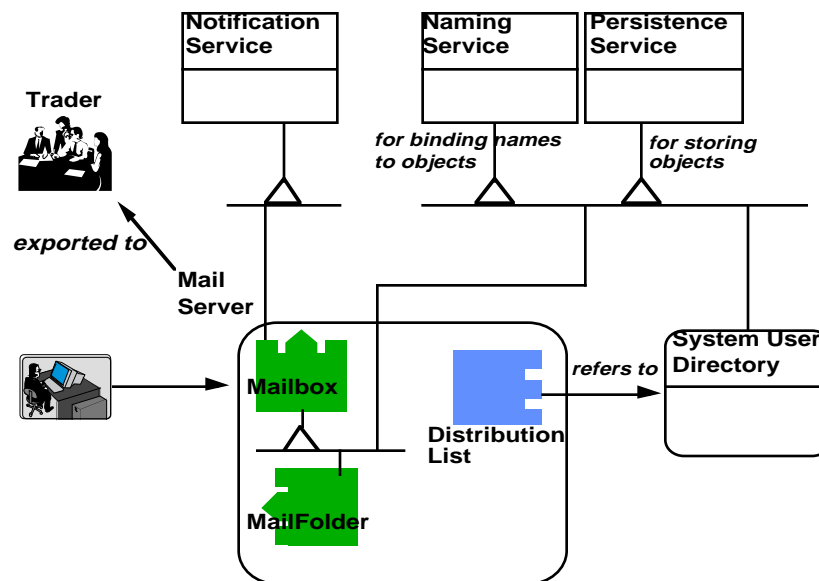 Notification
Service
Naming
Service
Persistence
Service
Trader
for binding names
to objects
for storing
objects
exported to
Mail
Server
System User
Directory
refers to
Mailbox
Distribution
List
MailFolder